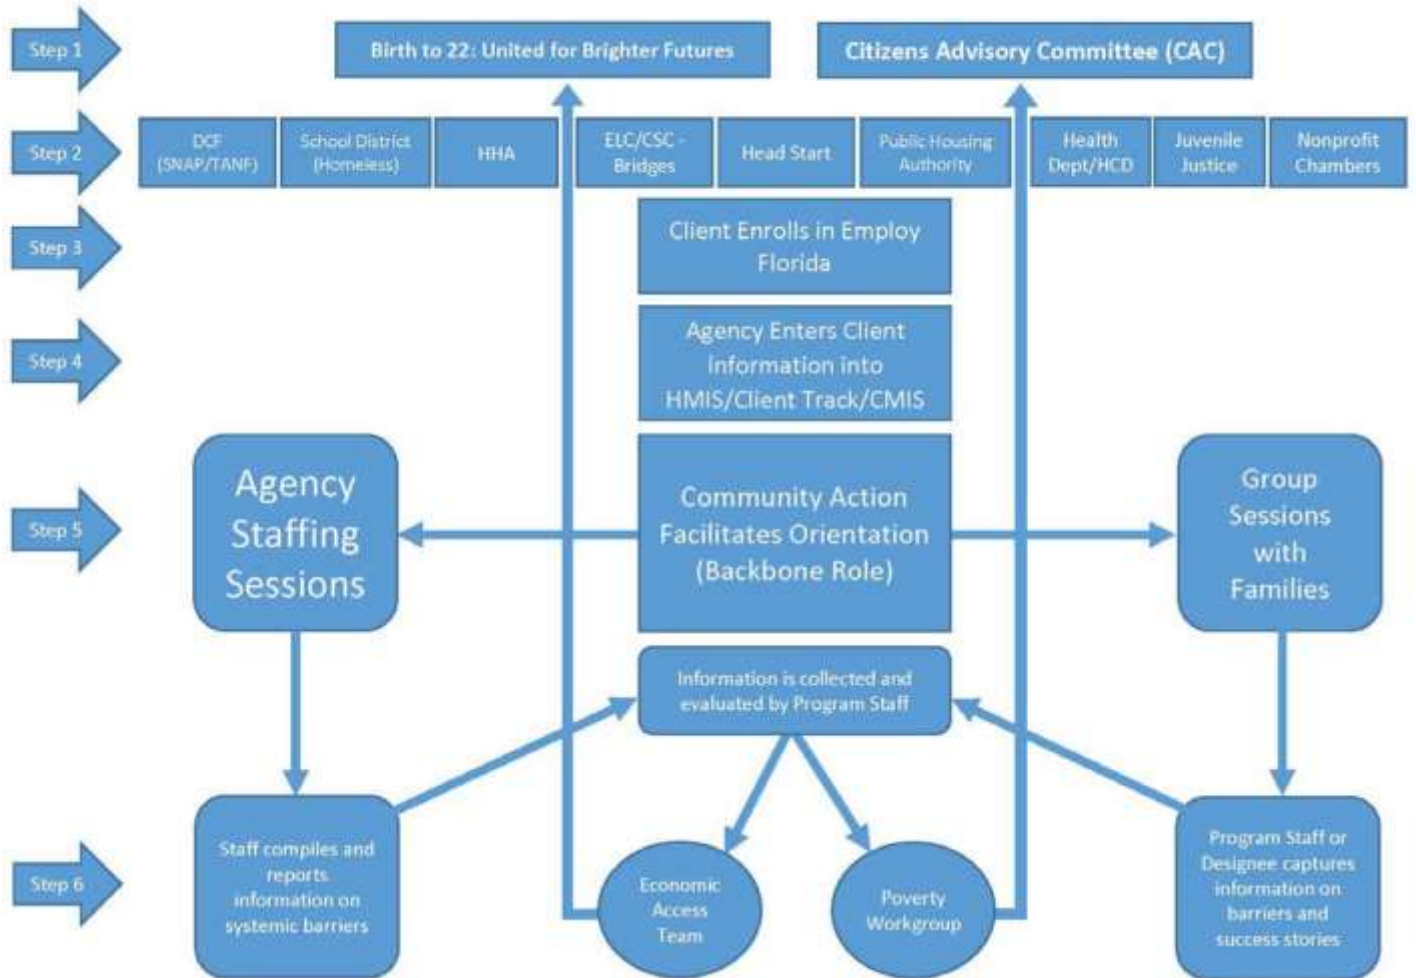 Step 1
Birth to 22: United for Brighter Futures
Citizens Advisory Committee (CAC)
Step 2
DCF
(SNAP/TANF)
School District
(Homeless)
HHA
ELC/CSC -
Bridges
Head Start
Public Housing
Authority
Health
Dept/HCD
Juvenile
Justice
Nonprofit
Chambers
Step 3
Client Enrolls in Employ
Florida
Step 4
Agency Enters Client
Information into
HMIS/Client Track/CMIS
Step 5
Agency
Staffing
Sessions
Community Action
Facilitates Orientation
(Backbone Role)
Group
Sessions
with
Families
Information is collected and
evaluated by Program Staff
Step 6
Staff compiles and
reports
information on
systemic barriers
Economic
Access
Team
Poverty
Workgroup
Program Staff or
Designee captures
information on
barriers and
success stories